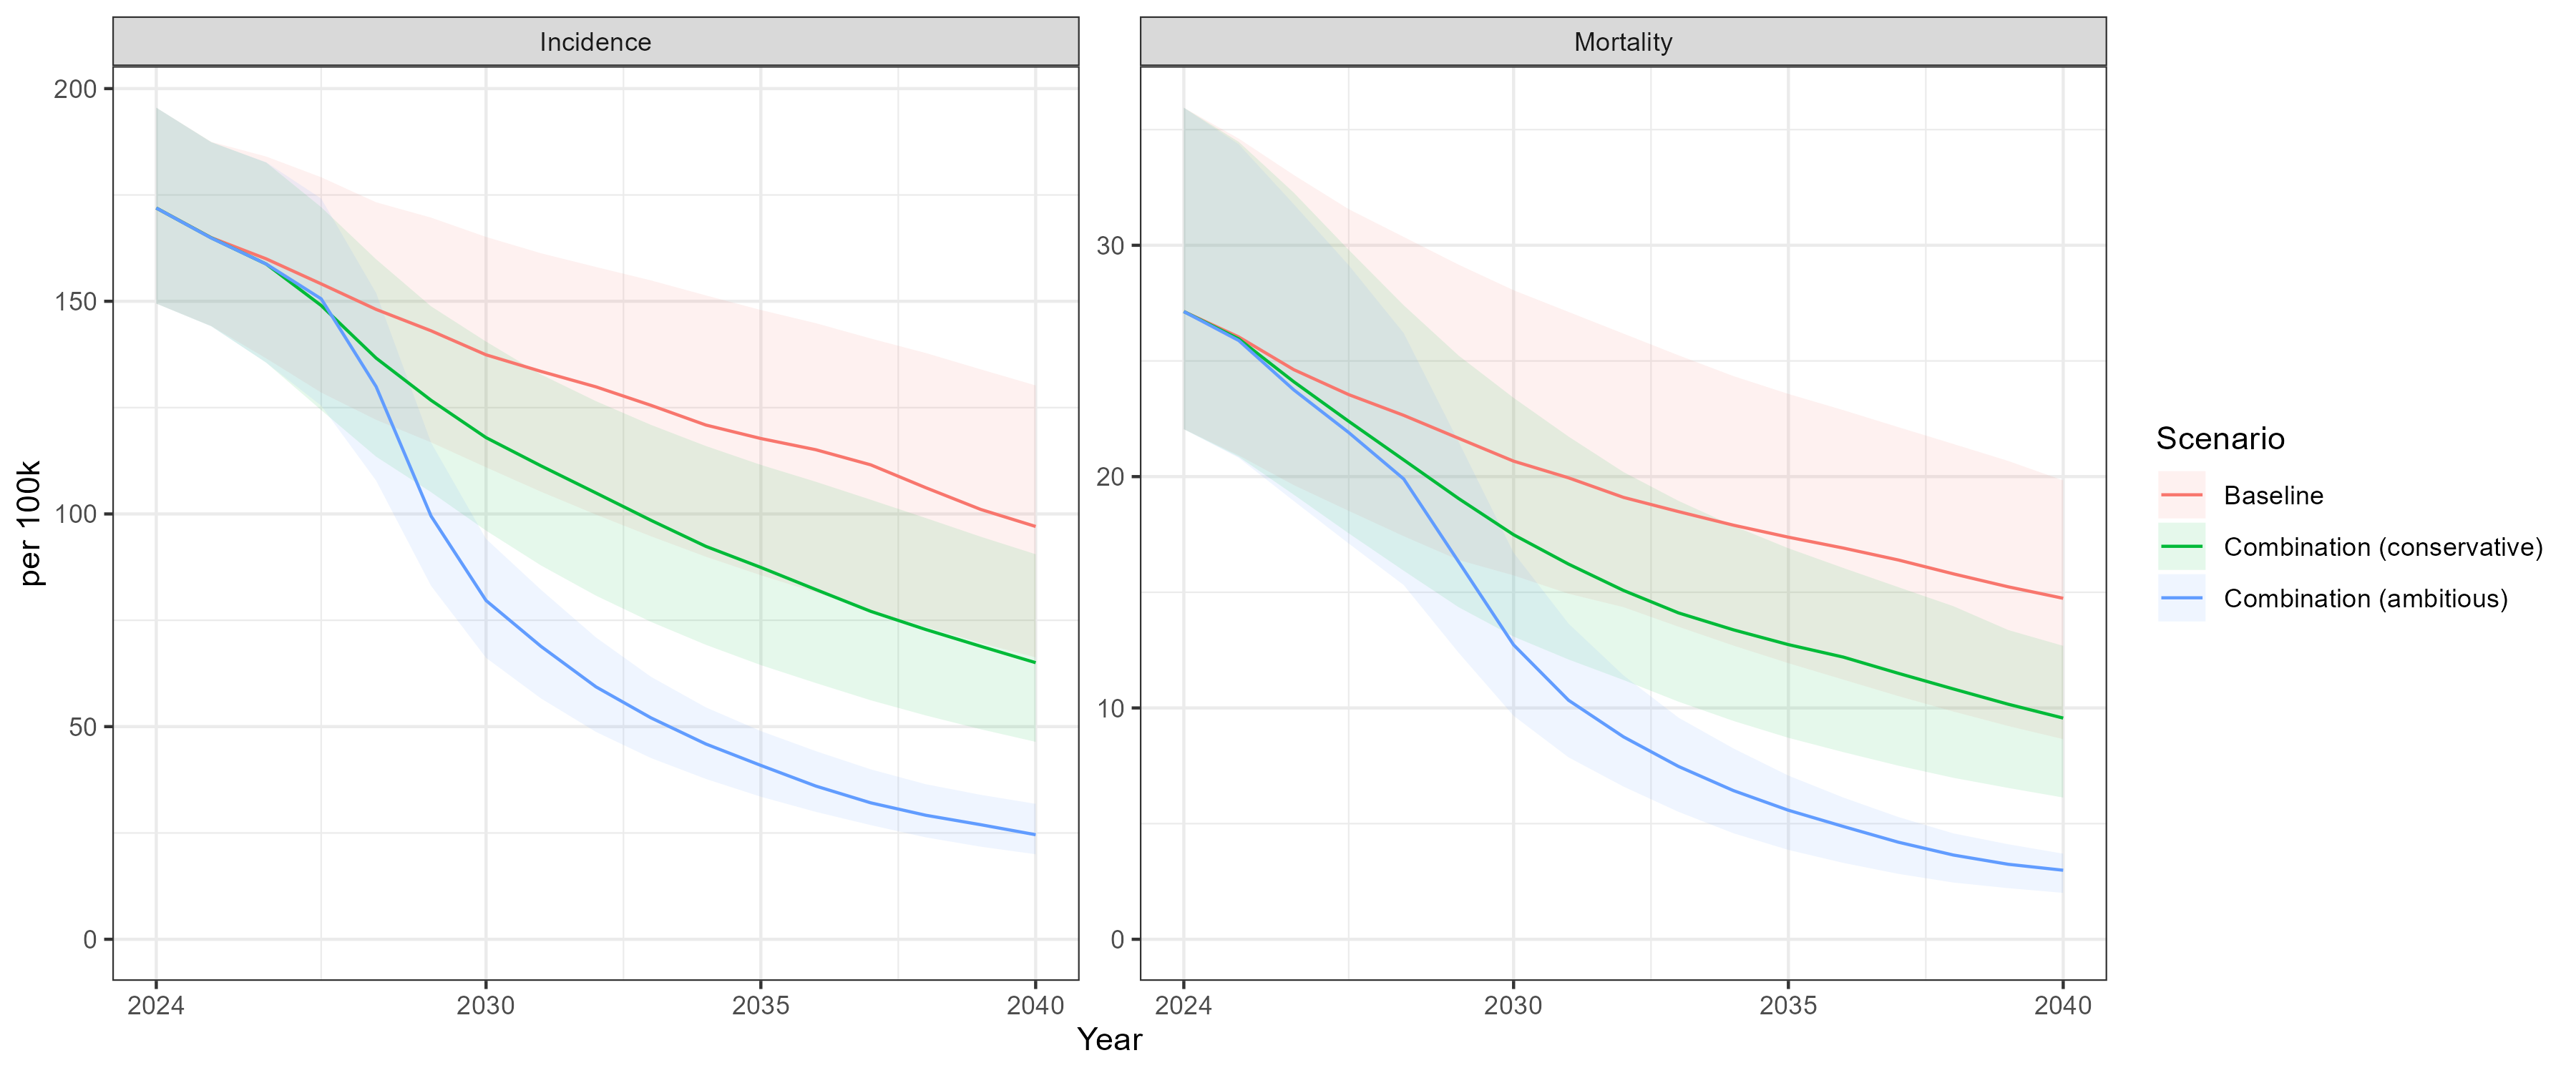 Incidence
Mortality
200
150
100
50
0
30
20
10
0
per 100k
2024
2030
2035
2040
2024
2030
2035
2040
Year
Scenario
Baseline
Combination (conservative)
Combination (ambitious)